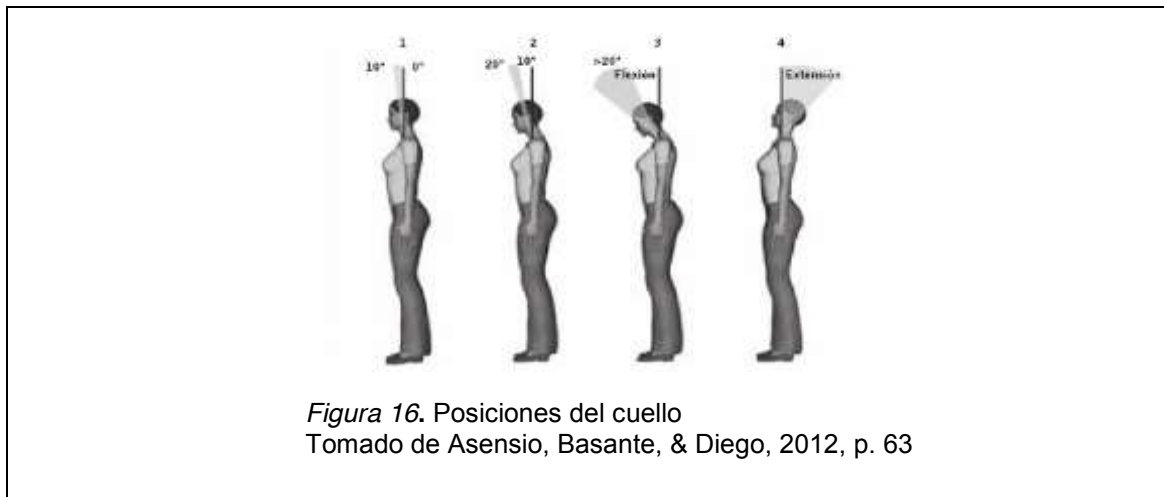 1 2 3 4
10° 0° 20° 10° >20° Flexión Extensión
Figura 16. Posiciones del cuello
Tomado de Asensio, Basante, & Diego, 2012, p. 63